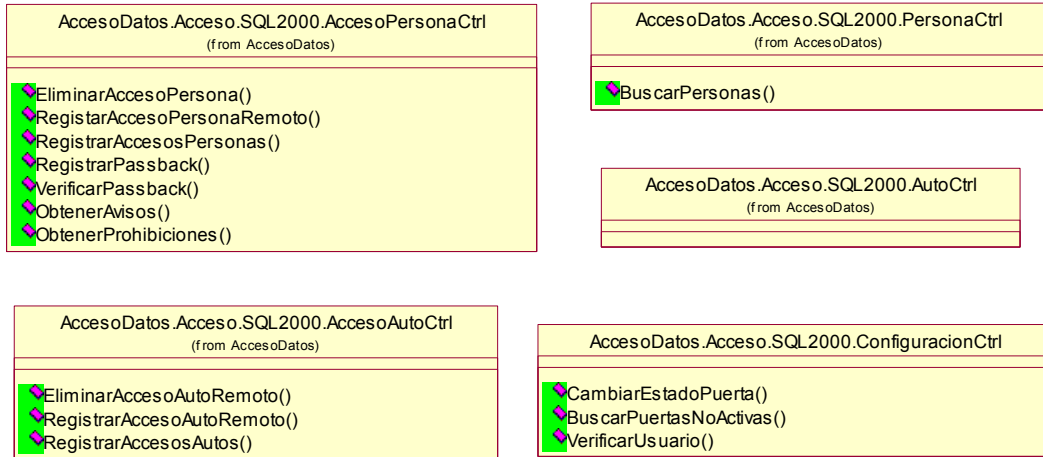 AccesoDatos.Acceso.SQL2000.AccesoPersonaCtrl
(from AccesoDatos)
EliminarAccesoPersona()
RegistarAccesoPersonaRemoto()
RegistrarAccesosPersonas()
RegistrarPassback()
VerificarPassback()
ObtenerAvisos()
ObtenerProhibiciones()
AccesoDatos.Acceso.SQL2000.PersonaCtrl
(from AccesoDatos)
BuscarPersonas()
AccesoDatos.Acceso.SQL2000.AutoCtrl
(from AccesoDatos)
AccesoDatos.Acceso.SQL2000.AccesoAutoCtrl
(from AccesoDatos)
EliminarAccesoAutoRemoto()
RegistrarAccesoAutoRemoto()
RegistrarAccesosAutos()
AccesoDatos.Acceso.SQL2000.ConfiguracionCtrl
CambiarEstadoPuerta()
BuscarPuertasNoActivas()
VerificarUsuario()